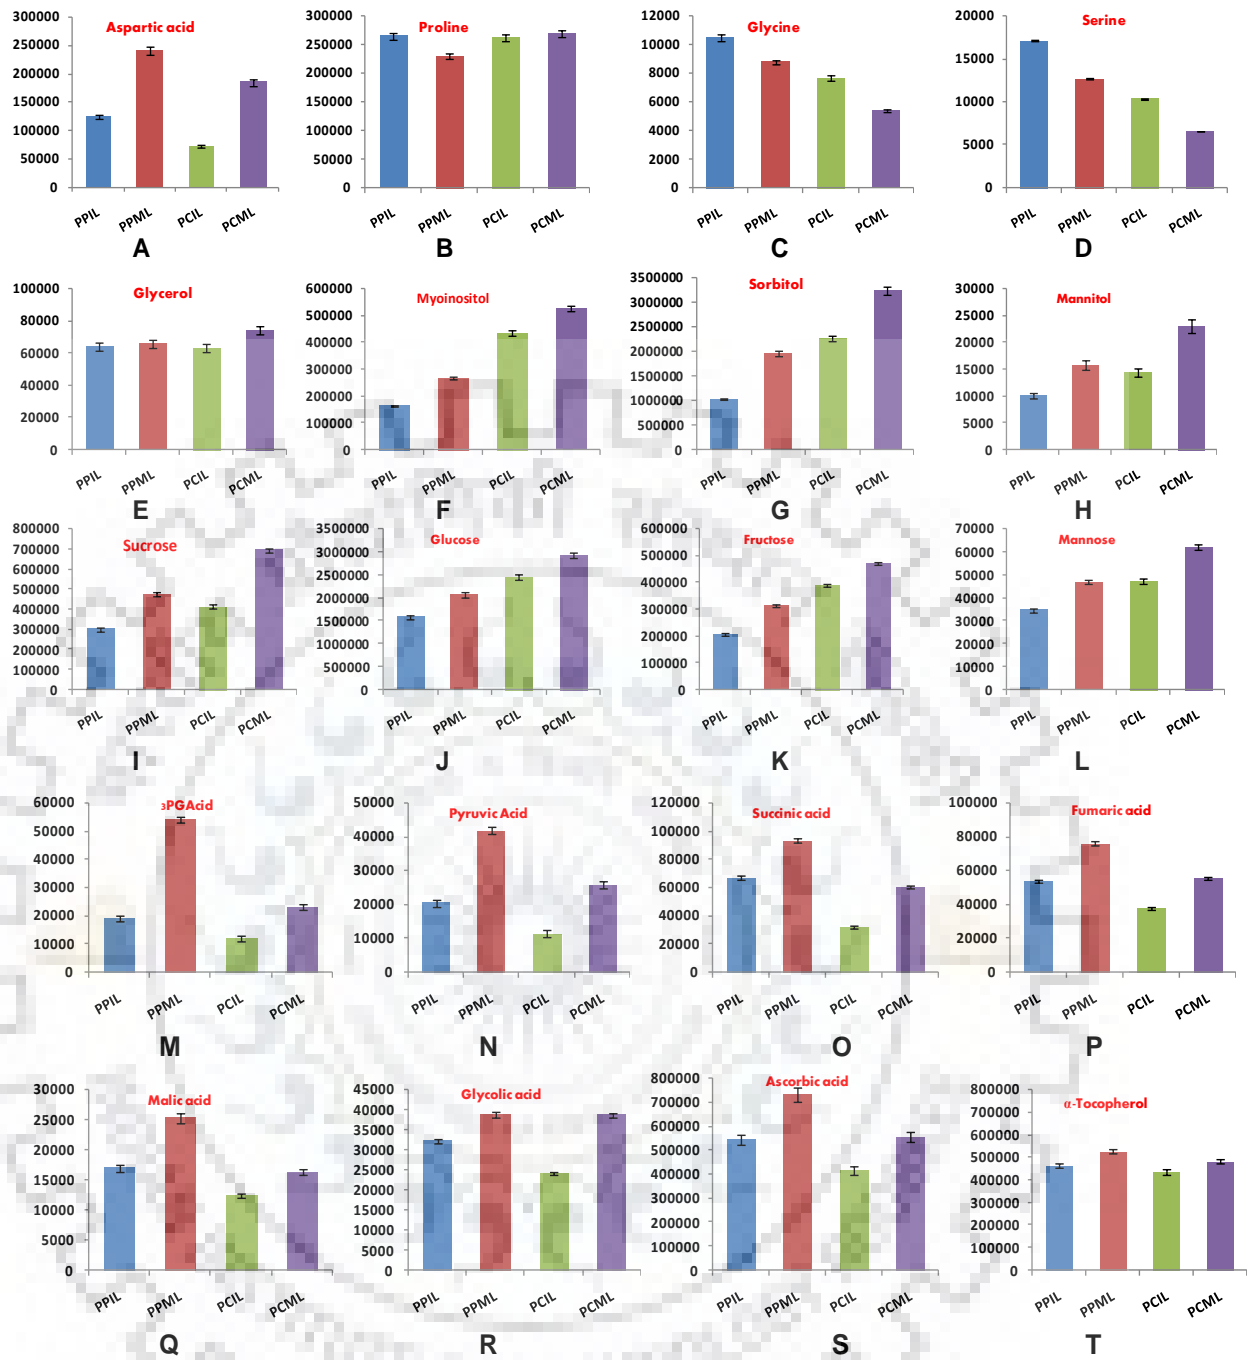 Aspartic acid
300000
250000
200000
150000
100000
50000
0
PPIL PPML PCIL PCML
A
Proline
300000
250000
200000
150000
100000
50000
0
PPIL PPML PCIL PCML
B
Glycine
12000
10000
8000
6000
4000
2000
0
PPIL PPML PCIL PCML
C
Serine
20000
15000
10000
5000
0
PPIL PPML PCIL PCML
D
Glycerol
100000
80000
60000
40000
20000
0
PPIL PPML PCIL PCML
E
Myoinositol
600000
500000
400000
300000
200000
100000
0
PPIL PPML PCIL PCML
F
Sorbitol
3500000
3000000
2500000
2000000
1500000
1000000
500000
0
PPIL PPML PCIL PCML
G
Mannitol
30000
25000
20000
15000
10000
5000
0
PPIL PPML PCIL PCML
H
Sucrose
800000
700000
600000
500000
400000
300000
200000
100000
0
PPIL PPML PCIL PCML
I
Glucose
3500000
3000000
2500000
2000000
1500000
1000000
500000
0
PPIL PPML PCIL PCML
J
Fructose
600000
500000
400000
300000
200000
100000
0
PPIL PPML PCIL PCML
K
Mannose
70000
60000
50000
40000
30000
20000
10000
0
PPIL PPML PCIL PCML
L
3PGAcid
60000
50000
40000
30000
20000
10000
0
PPIL PPML PCIL PCML
M
Pyruvic Acid
50000
40000
30000
20000
10000
0
PPIL PPML PCIL PCML
N
Succinic acid
120000
100000
80000
60000
40000
20000
0
PPIL PPML PCIL PCML
O
Fumaric acid
100000
80000
60000
40000
20000
0
PPIL PPML PCIL PCML
P
Malic acid
30000
25000
20000
15000
10000
5000
0
PPIL PPML PCIL PCML
Q
Glycolic acid
45000
40000
35000
30000
25000
20000
15000
10000
5000
0
PPIL PPML PCIL PCML
R
Ascorbic acid
800000
700000
600000
500000
400000
300000
200000
100000
0
PPIL PPML PCIL PCML
S
α-Tocopherol
800000
700000
600000
500000
400000
300000
200000
100000
0
PPIL PPML PCIL PCML
T